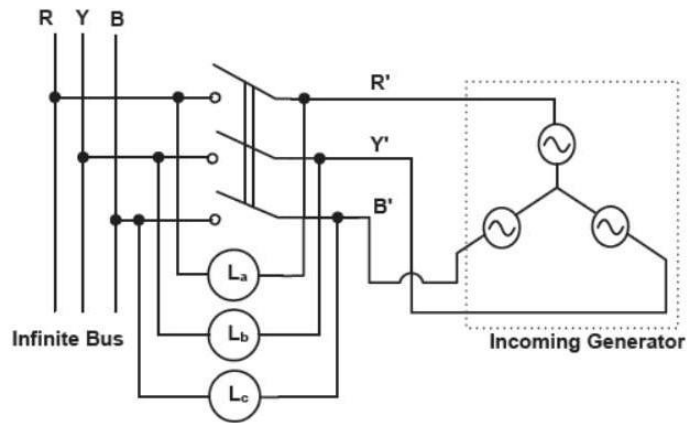 R Y B
R'
Y'
B'
La
Lb
Lc
Infinite Bus
Incoming Generator